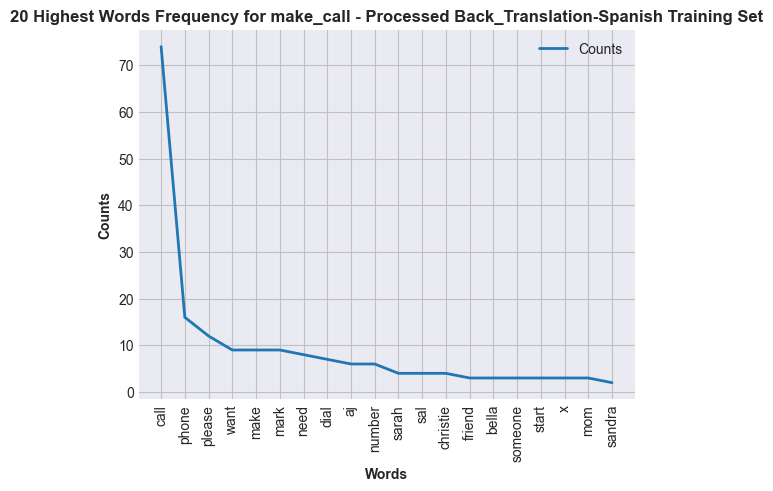 20 Highest Words Frequency for make_call - Processed Back_Translation-Spanish Training Set
Counts
70
60
50
40
30
20
10
0
Counts
call
phone
please
want
make
mark
need
dial
aj
number
sarah
sal
christie
friend
bella
someone
start
x
mom
sandra
Words